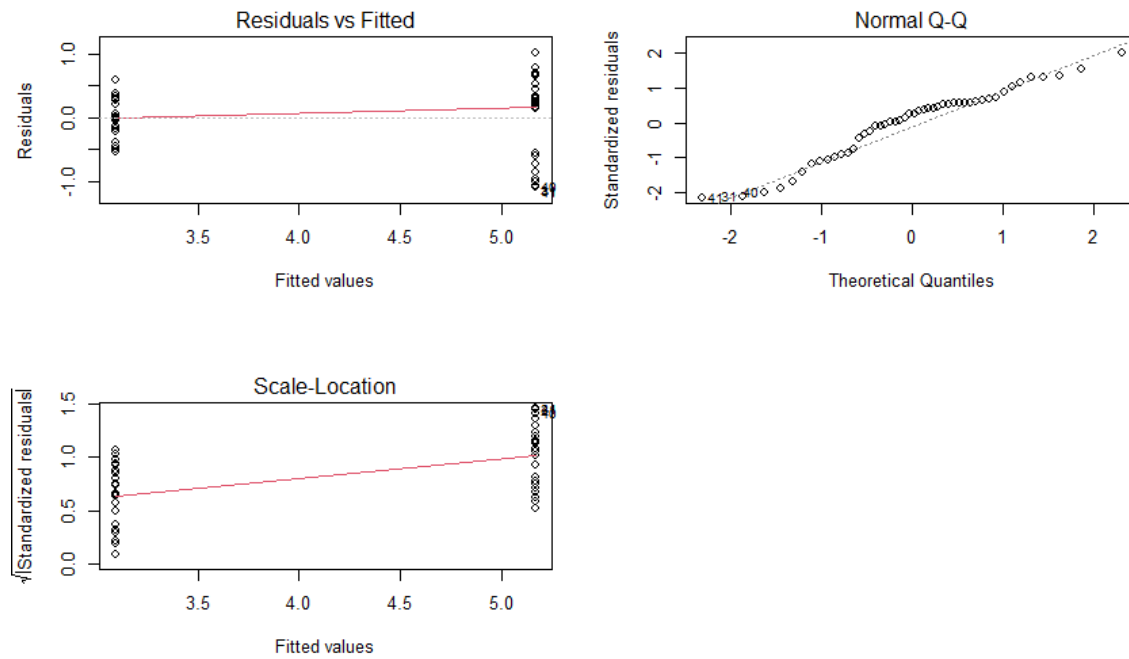 Residuals vs Fitted
Residuals
1.0
0.0
-1.0
3.5 4.0 4.5 5.0
Fitted values
Normal Q-Q
Standardized residuals
2
1
0
-1
-2
41 31 40
-2 -1 0 1 2
Theoretical Quantiles
Scale-Location
√|Standardized residuals|
1.5
1.0
0.5
0.0
3.5 4.0 4.5 5.0
Fitted values